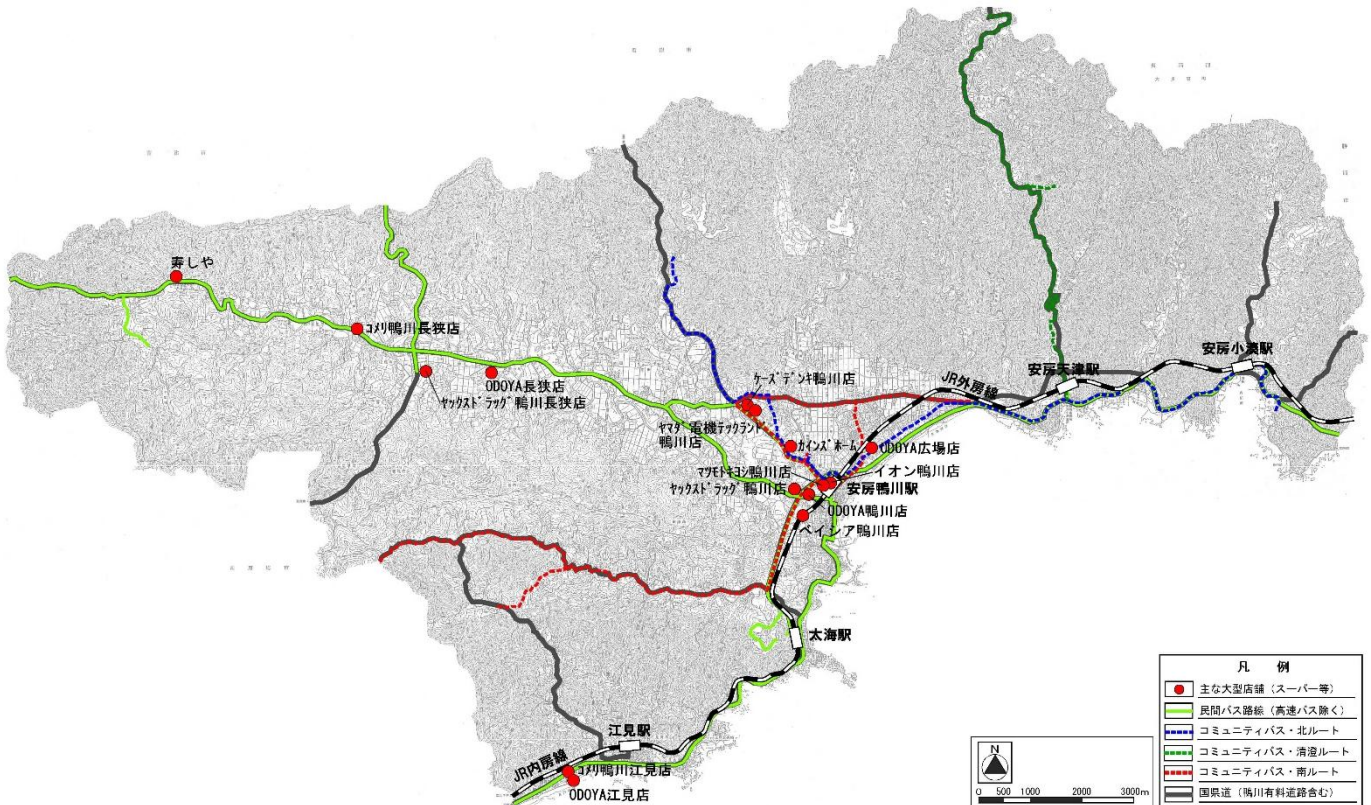 寿しや
コメリ鴨川長狭店
ODOYA長狭店
ヤックスドラッグ鴨川長狭店
ケーズデンキ鴨川店
ヤマダ電機テックランド
鴨川店
カインズホーム
JR外房線
安房天津駅
安房小湊駅
ODOYA広場店
マツモトキヨシ鴨川店
イオン鴨川店
ヤックスドラッグ鴨川店
安房鴨川駅
ODOYA鴨川店
ベイシア鴨川店
太海駅
江見駅
JR内房線
コメリ鴨川江見店
ODOYA江見店
凡 例
主な大型店舗（スーパー等）
民間バス路線（高速バス除く）
コミュニティバス・北ルート
コミュニティバス・清澄ルート
コミュニティバス・南ルート
国県道（鴨川有料道路含む）
N
0 500 1000 2000 3000m